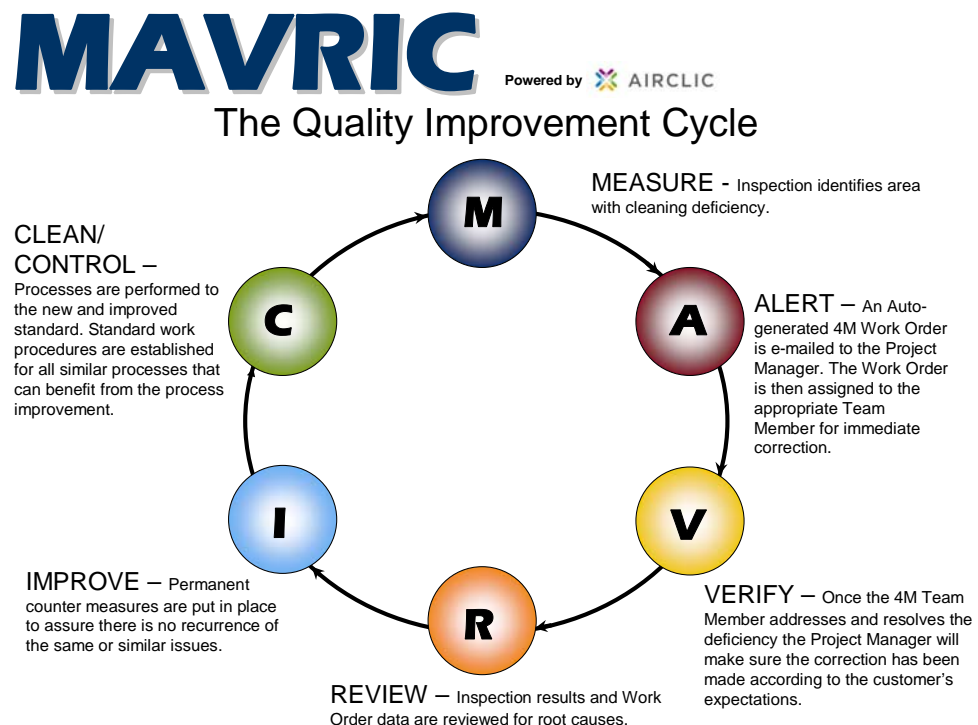 MAVRIC
Powered by AIRCLIC
The Quality Improvement Cycle
M
MEASURE - Inspection identifies area
with cleaning deficiency.
A
ALERT – An Auto-
generated 4M Work Order
is e-mailed to the Project
Manager. The Work Order
is then assigned to the
appropriate Team
Member for immediate
correction.
V
VERIFY – Once the 4M Team
Member addresses and resolves the
deficiency the Project Manager will
make sure the correction has been
made according to the customer's
expectations.
R
REVIEW – Inspection results and Work
Order data are reviewed for root causes.
I
IMPROVE – Permanent
counter measures are put in place
to assure there is no recurrence of
the same or similar issues.
C
CLEAN/
CONTROL –
Processes are performed to
the new and improved
standard. Standard work
procedures are established
for all similar processes that
can benefit from the process
improvement.